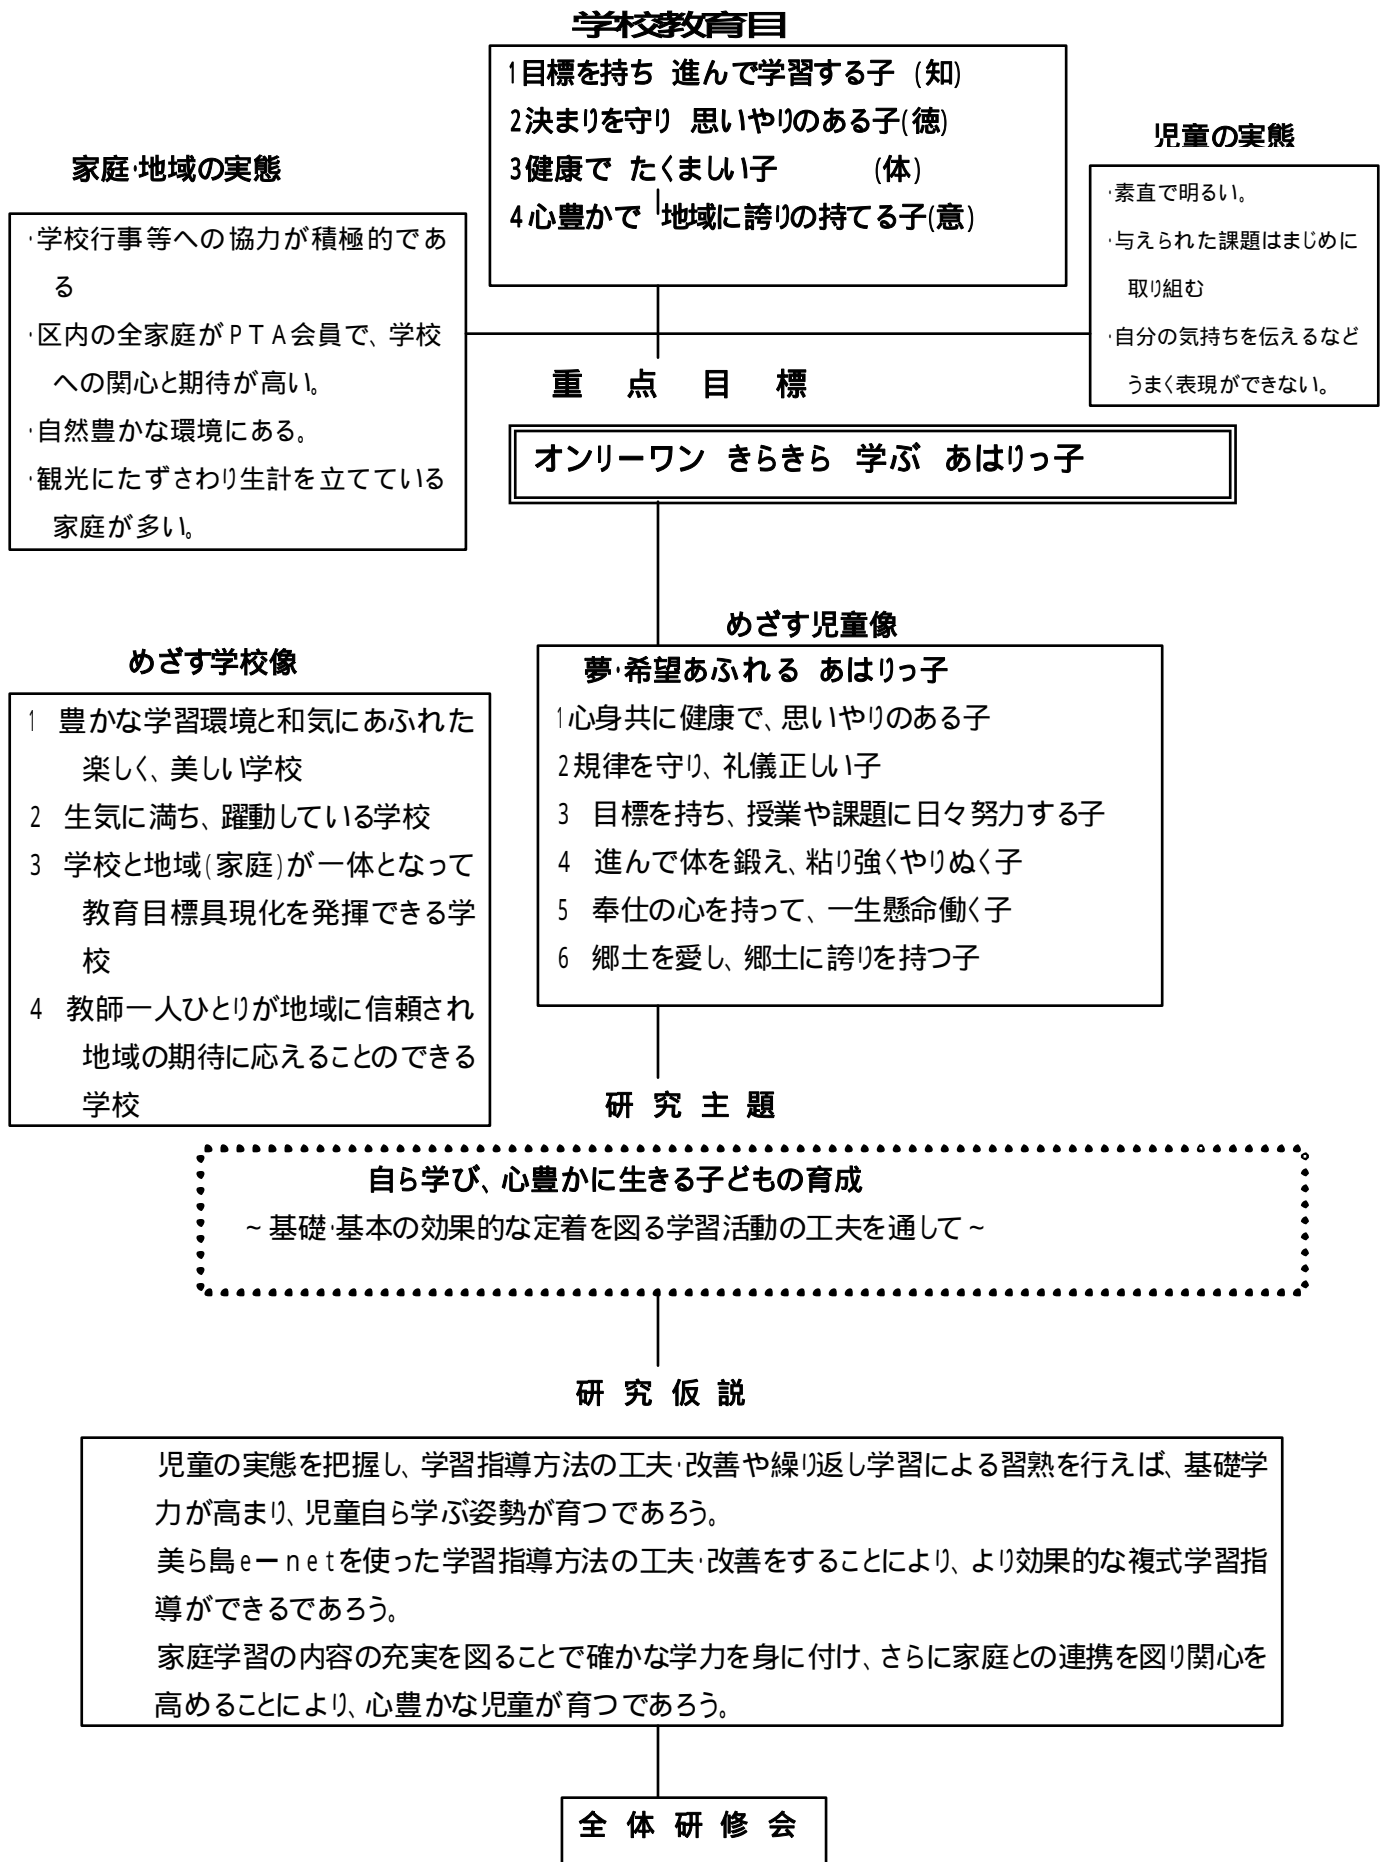 学校教育目
1目標を持ち 進んで学習する子 (知)
2決まりを守り 思いやりのある子(徳)
3健康で たくましい子 (体)
4心豊かで 地域に誇りの持てる子(意)
家庭・地域の実態
・学校行事等への協力が積極的であ
る
・区内の全家庭がPTA会員で、学校
への関心と期待が高い。
・自然豊かな環境にある。
・観光にたずさわり生計を立てている
家庭が多い。
児童の実態
・素直で明るい。
・与えられた課題はまじめに
取り組む
・自分の気持ちを伝えるなど
うまく表現ができない。
重 点 目 標
オンリーワン きらきら 学ぶ あはりっ子
めざす学校像
1 豊かな学習環境と和気にあふれた
楽しく、美しい学校
2 生気に満ち、躍動している学校
3 学校と地域(家庭)が一体となって
教育目標具現化を発揮できる学
校
4 教師一人ひとりが地域に信頼され
地域の期待に応えることのできる
学校
めざす児童像
夢・希望あふれる あはりっ子
1心身共に健康で、思いやりのある子
2規律を守り、礼儀正しい子
3 目標を持ち、授業や課題に日々努力する子
4 進んで体を鍛え、粘り強くやりぬく子
5 奉仕の心を持って、一生懸命働く子
6 郷土を愛し、郷土に誇りを持つ子
研 究 主 題
自ら学び、心豊かに生きる子どもの育成
~基礎・基本の効果的な定着を図る学習活動の工夫を通して~
研 究 仮 説
児童の実態を把握し、学習指導方法の工夫・改善や繰り返し学習による習熟を行えば、基礎学
力が高まり、児童自ら学ぶ姿勢が育つであろう。
美ら島eーnetを使った学習指導方法の工夫・改善をすることにより、より効果的な複式学習指
導ができるであろう。
家庭学習の内容の充実を図ることで確かな学力を身に付け、さらに家庭との連携を図り関心を
高めることにより、心豊かな児童が育つであろう。
全 体 研 修 会